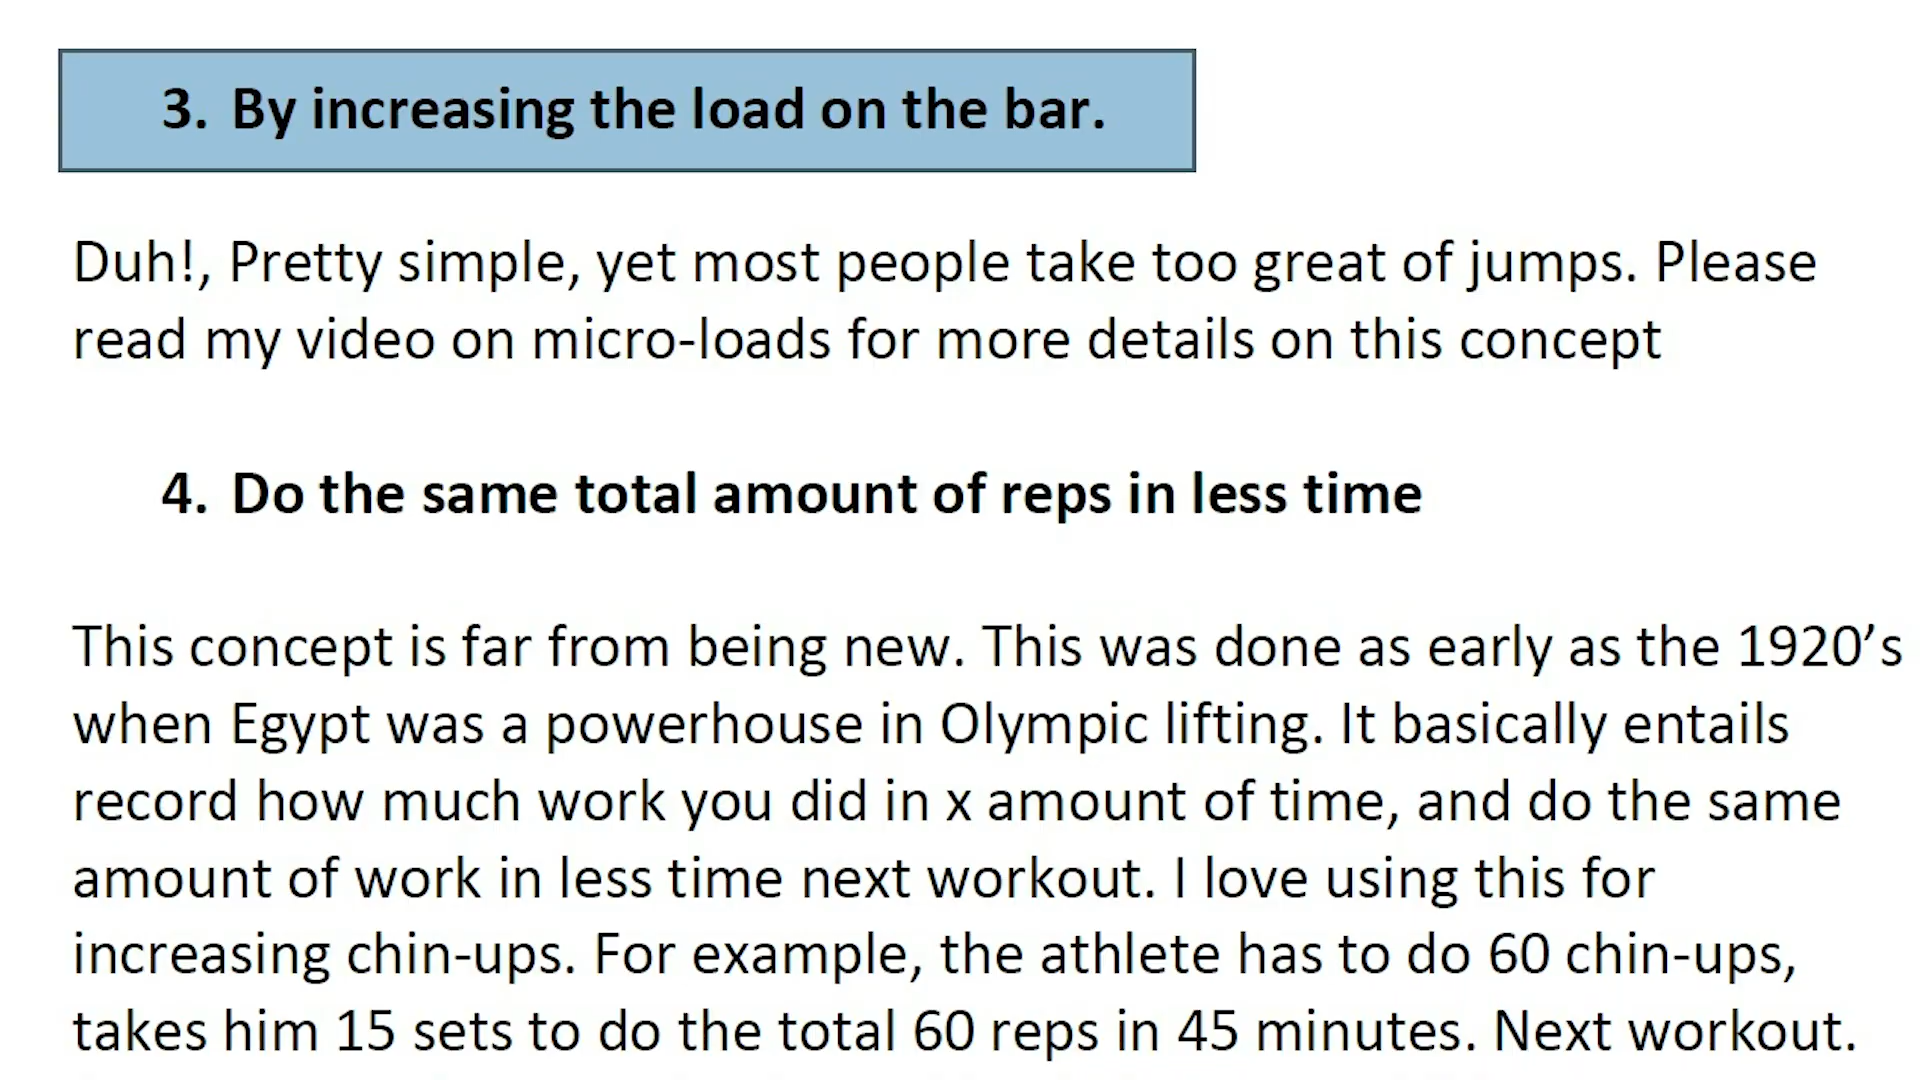 3. By increasing the load on the bar.
Duh!, Pretty simple, yet most people take too great of jumps. Please
read my video on micro-loads for more details on this concept
4. Do the same total amount of reps in less time
This concept is far from being new. This was done as early as the 1920’s
when Egypt was a powerhouse in Olympic lifting. It basically entails
record how much work you did in x amount of time, and do the same
amount of work in less time next workout. I love using this for
increasing chin-ups. For example, the athlete has to do 60 chin-ups,
takes him 15 sets to do the total 60 reps in 45 minutes. Next workout.